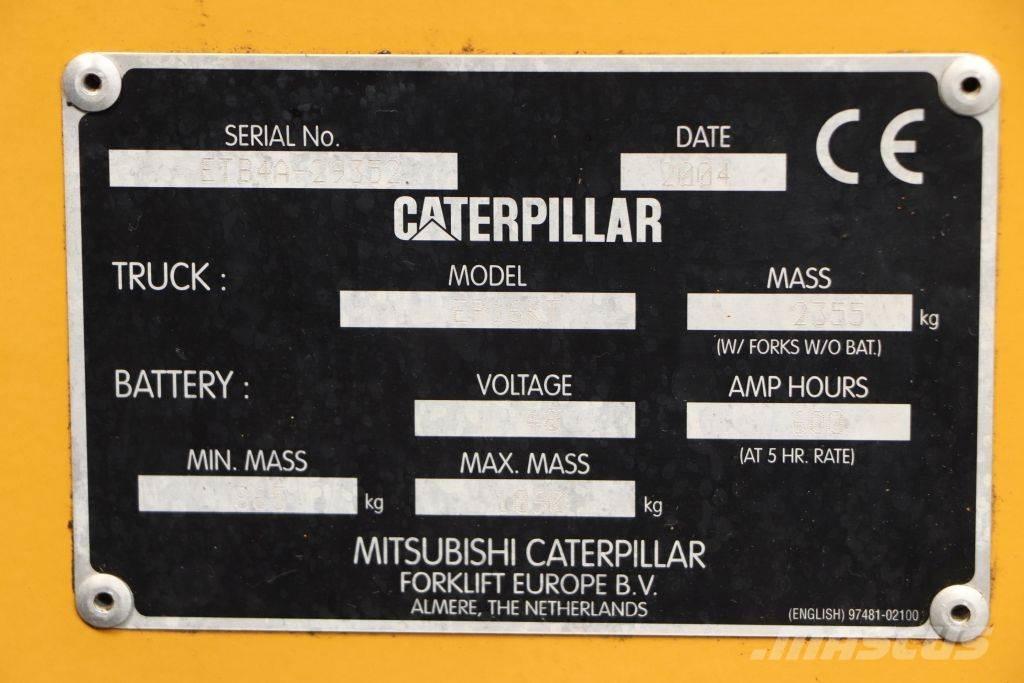 SERIAL No. DATE CE
ETB4A-29352 2004
CATERPILLAR
TRUCK : MODEL MASS
2355 kg
(W/ FORKS W/O BAT.)
BATTERY : VOLTAGE AMP HOURS
48
(AT 5 HR. RATE)
MIN. MASS MAX. MASS
kg kg
MITSUBISHI CATERPILLAR
FORKLIFT EUROPE B.V.
ALMERE, THE NETHERLANDS
(ENGLISH) 97481-02100
mascus